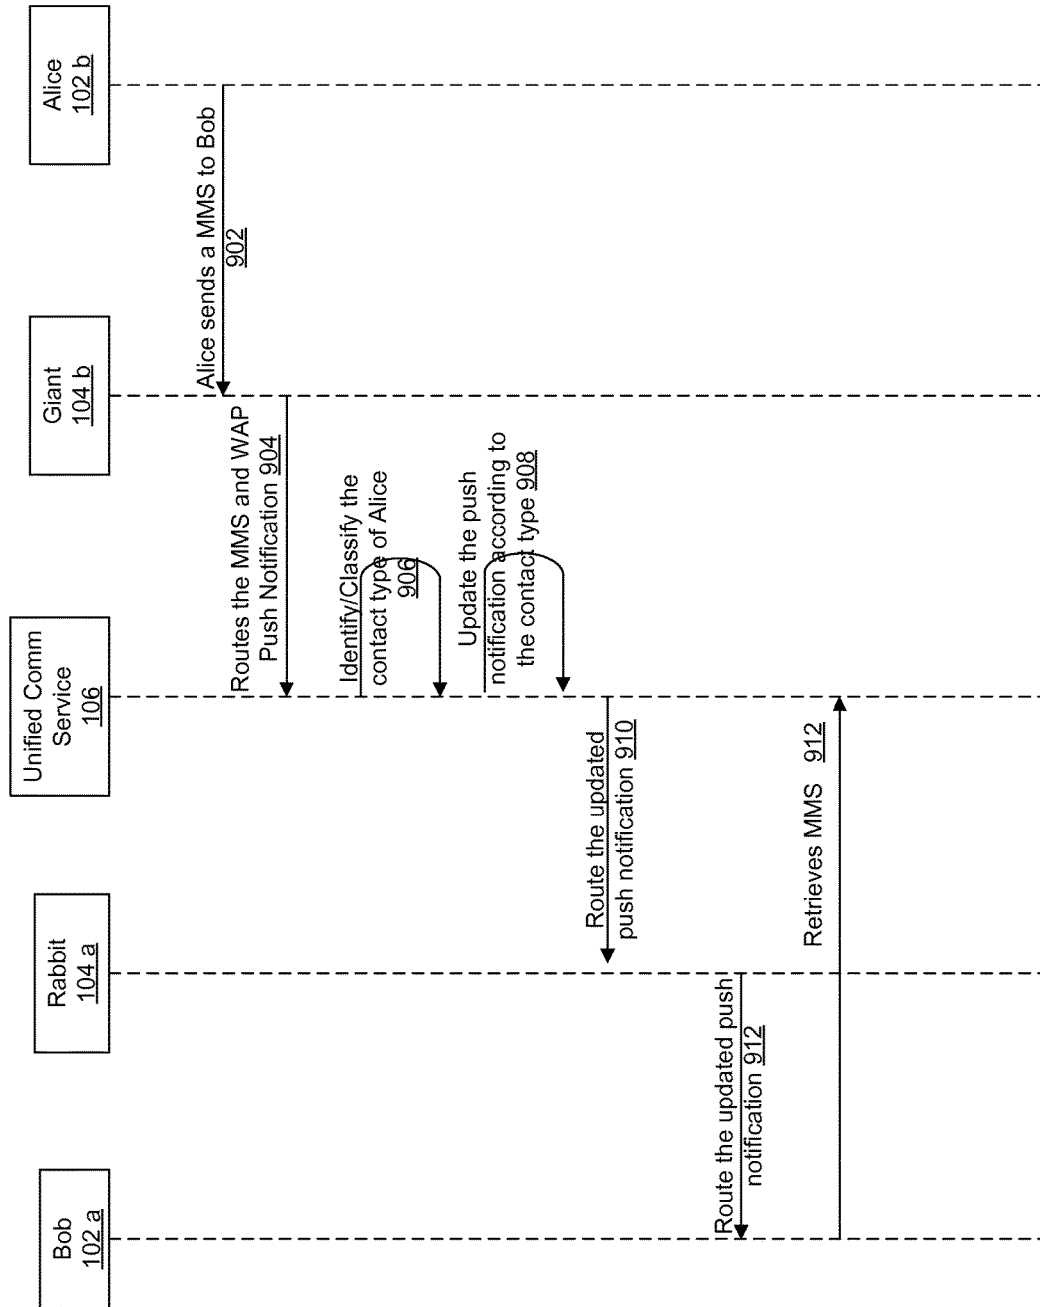 Bob
102 a
Rabbit
104 a
Unified Comm
Service
106
Giant
104 b
Alice
102 b
Alice sends a MMS to Bob
902
Routes the MMS and WAP
Push Notification 904
Identify/Classify the
contact type of Alice
906
Update the push
notification according to
the contact type 908
Route the updated
push notification 910
Route the updated push
notification 912
Retrieves MMS 912